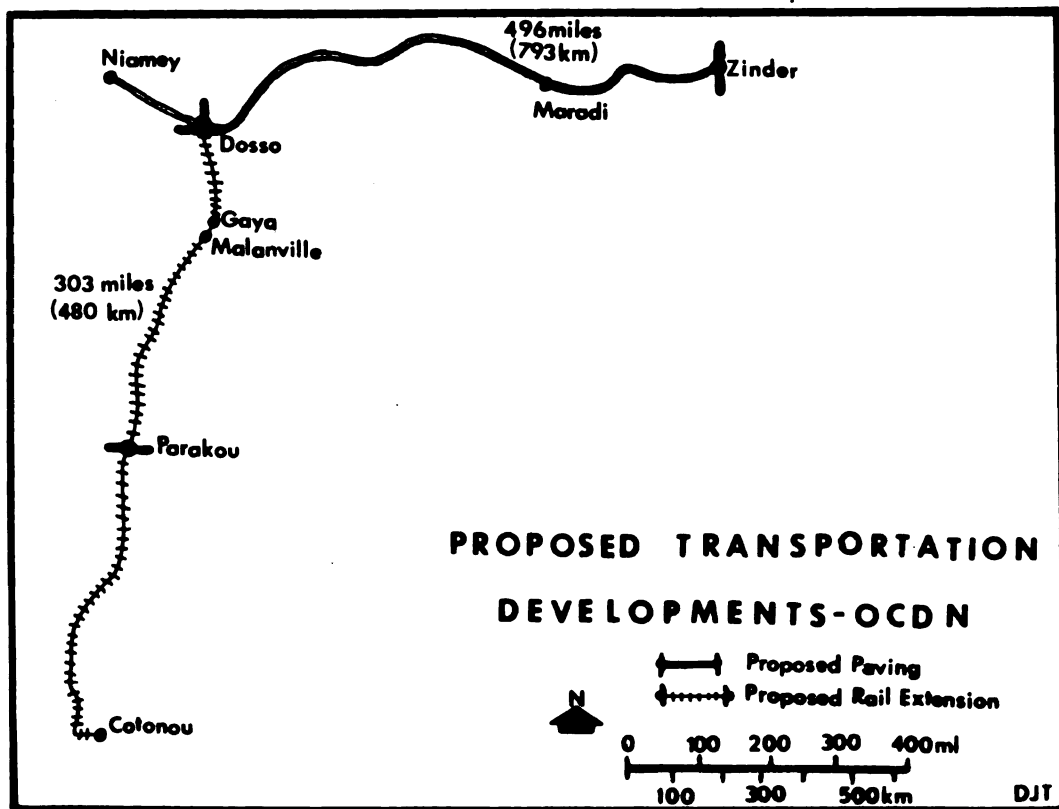 496miles
(793km)
Niamey
Zinder
Maradi
Dosso
Gaya
Malanville
303 miles
(480 km)
Parakou
PROPOSED TRANSPORTATION
DEVELOPMENTS-OCDN
Proposed Paving
Proposed Rail Extension
N
Cotonou
0 100 200 300 400ml
100 300 500km
DJT